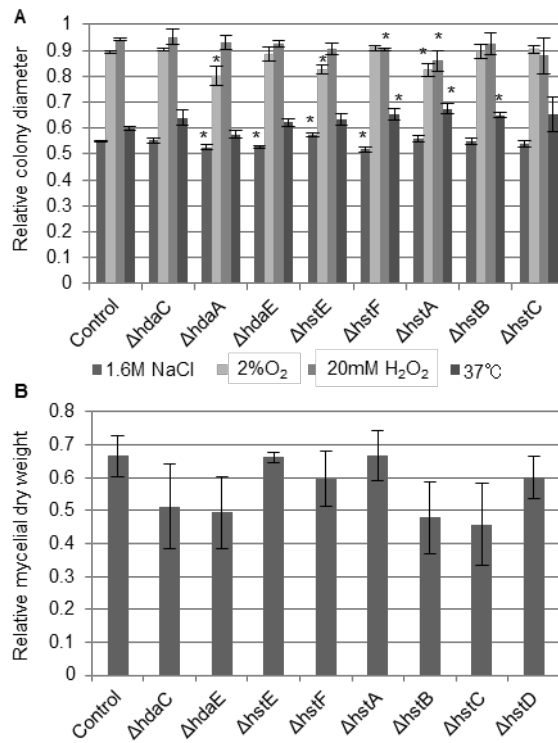 A
Relative colony diameter
1
0.9
0.8
0.7
0.6
0.5
0.4
0.3
0.2
0.1
0
* * * * * * * * * * * *
Control ΔhdaC ΔhdaA ΔhdaE ΔhstE ΔhstF ΔhstA ΔhstB ΔhstC
1.6M NaCl 2%O₂ 20mM H₂O₂ 37℃
B
Relative mycelial dry weight
0.8
0.7
0.6
0.5
0.4
0.3
0.2
0.1
0
Control ΔhdaC ΔhdaE ΔhstE ΔhstF ΔhstA ΔhstB ΔhstC ΔhstD